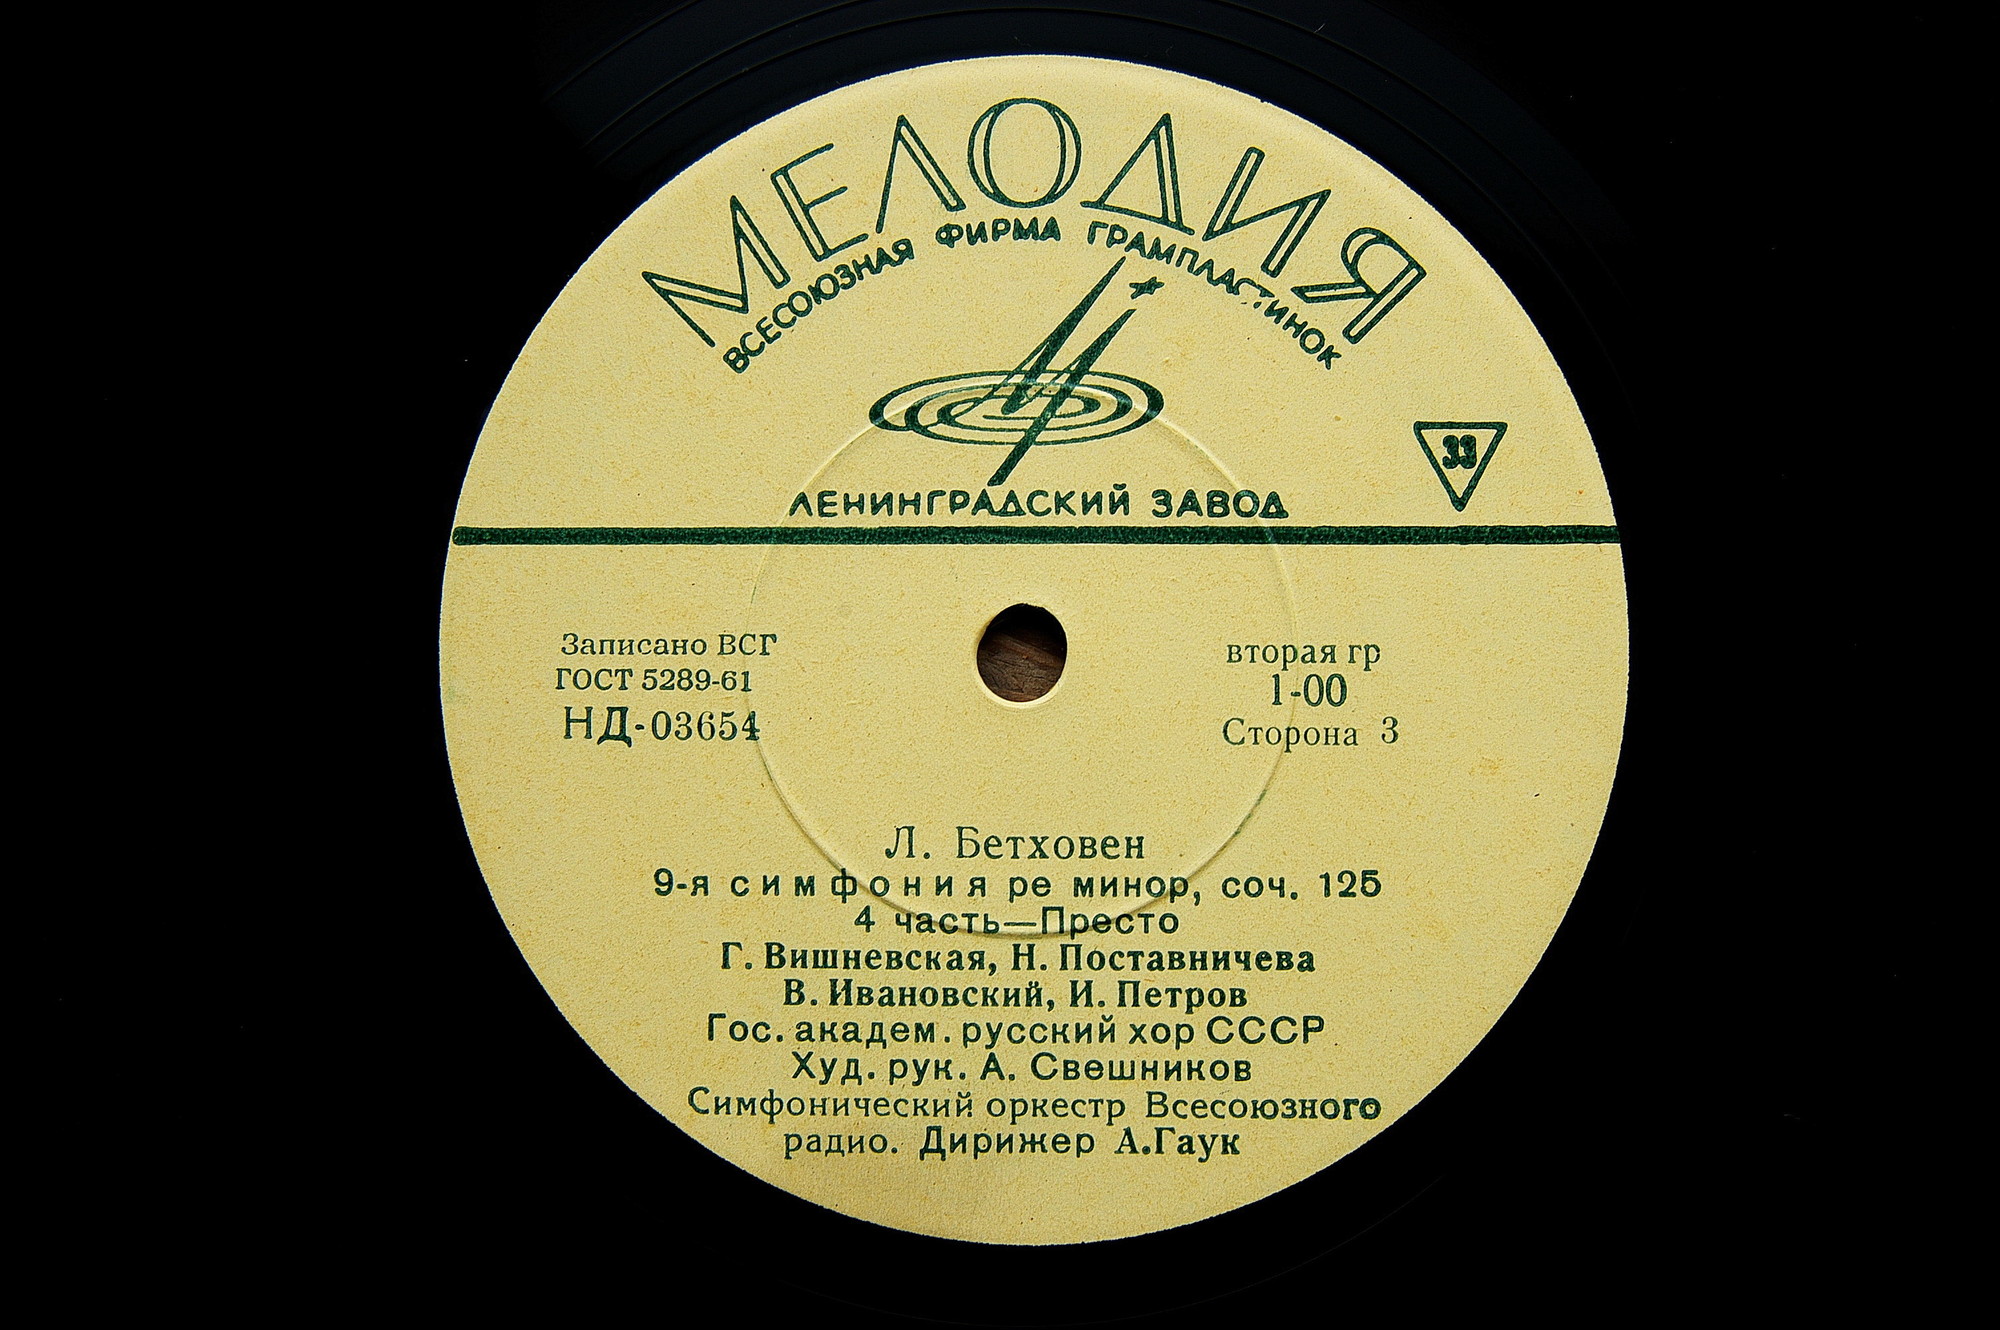 МЕЛОДИЯ
ВСЕСОЮЗНАЯ ФИРМА ГРАМПЛАСТИНОК
33
ЛЕНИНГРАДСКИЙ ЗАВОД
Записано ВСГ
ГОСТ 5289-61
НД-03654
вторая гр
1-00
Сторона 3
Л. Бетховен
9-я симфония ре минор, соч. 125
4 часть—Престо
Г. Вишневская, Н. Поставничева
В. Ивановский, И. Петров
Гос. академ. русский хор СССР
Худ. рук. А. Свешников
Симфонический оркестр Всесоюзного
радио. Дирижер А.Гаук